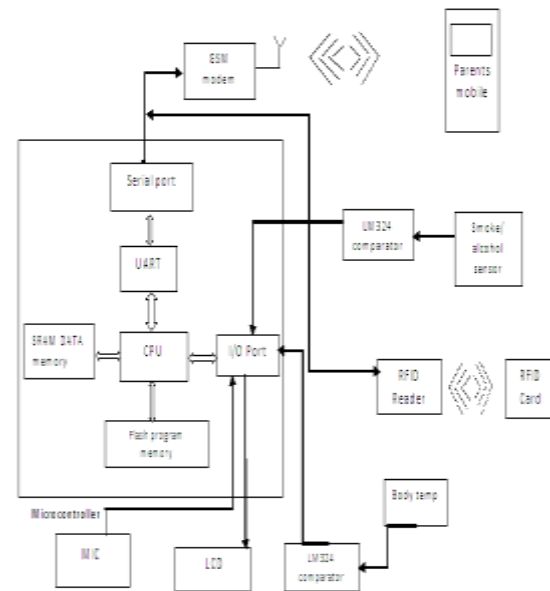 GSM
modem
Parents
mobile
Serial port
LM324
comparator
Smoke/
alcohol
sensor
UART
SRAM DATA
memory
CPU
I/O Port
RFID
Reader
RFID
Card
Flash program
memory
Body temp
Microcontroller
MIC
LCD
LM324
comparator